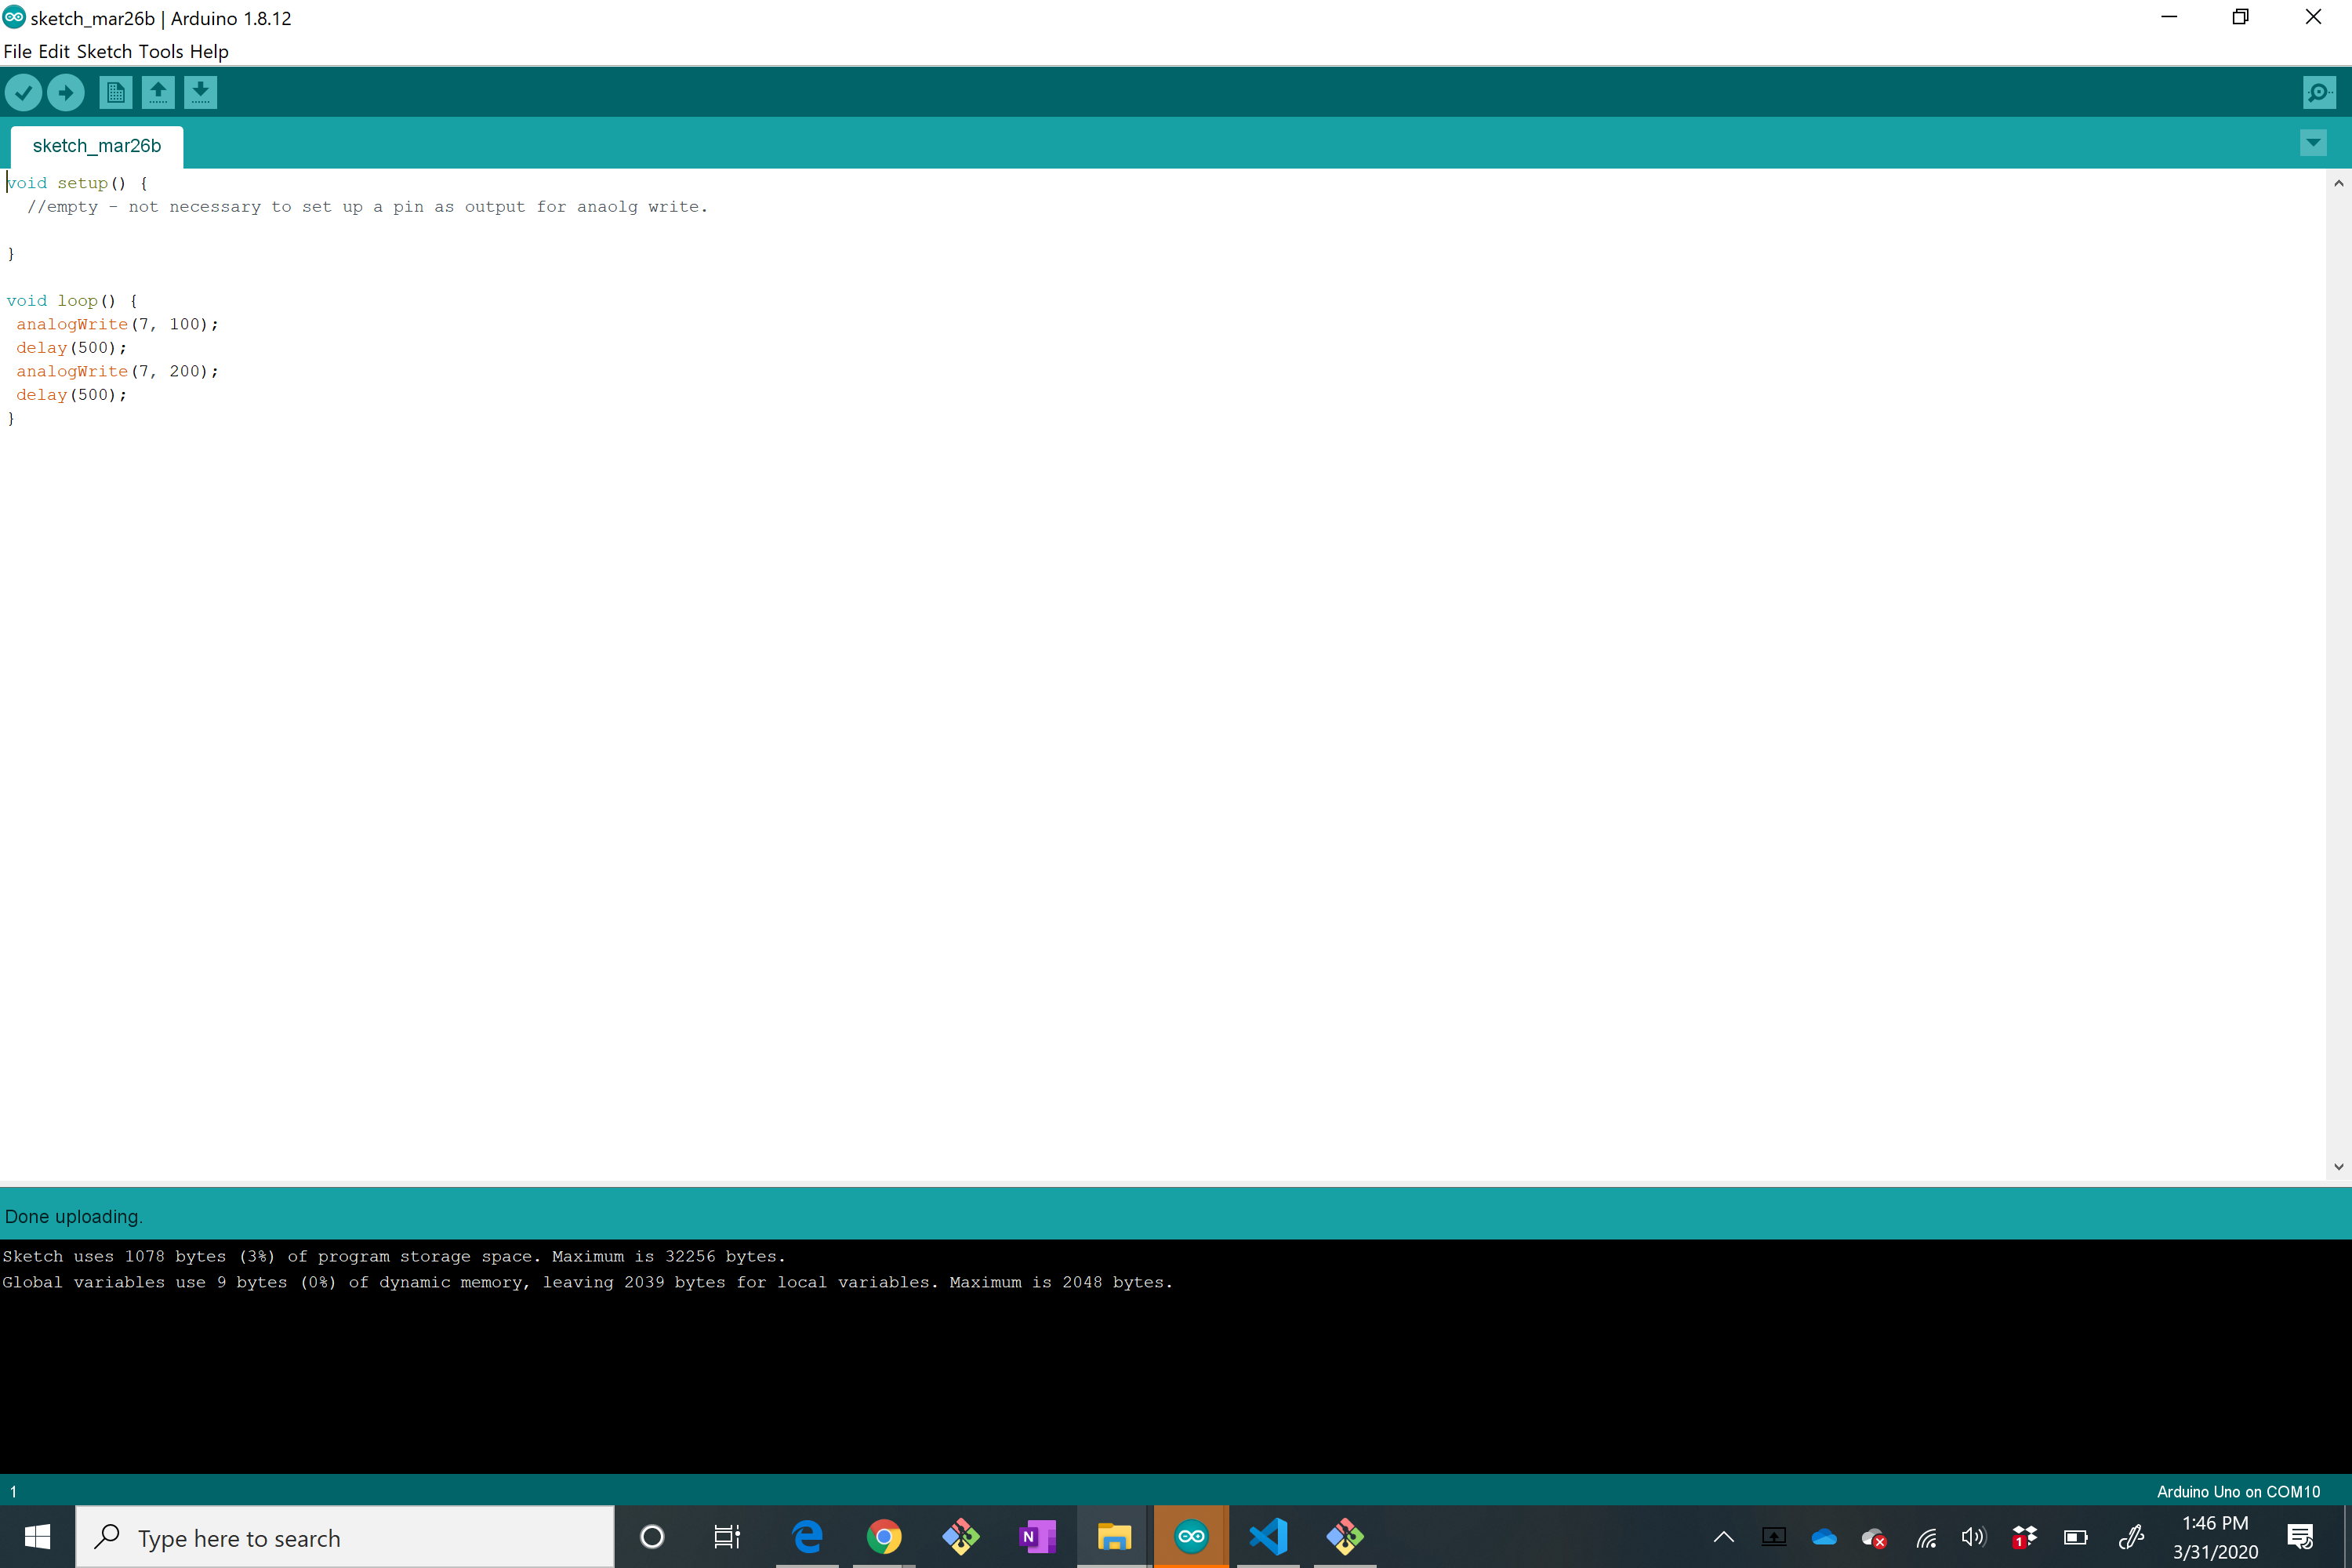 sketch_mar26b | Arduino 1.8.12
File Edit Sketch Tools Help
sketch_mar26b
void setup() {
  //empty - not necessary to set up a pin as output for anaolg write.
}
void loop() {
 analogWrite(7, 100);
 delay(500);
 analogWrite(7, 200);
 delay(500);
}
Done uploading.
Sketch uses 1078 bytes (3%) of program storage space. Maximum is 32256 bytes.
Global variables use 9 bytes (0%) of dynamic memory, leaving 2039 bytes for local variables. Maximum is 2048 bytes.
1
Arduino Uno on COM10
Type here to search
N
1
1:46 PM
3/31/2020